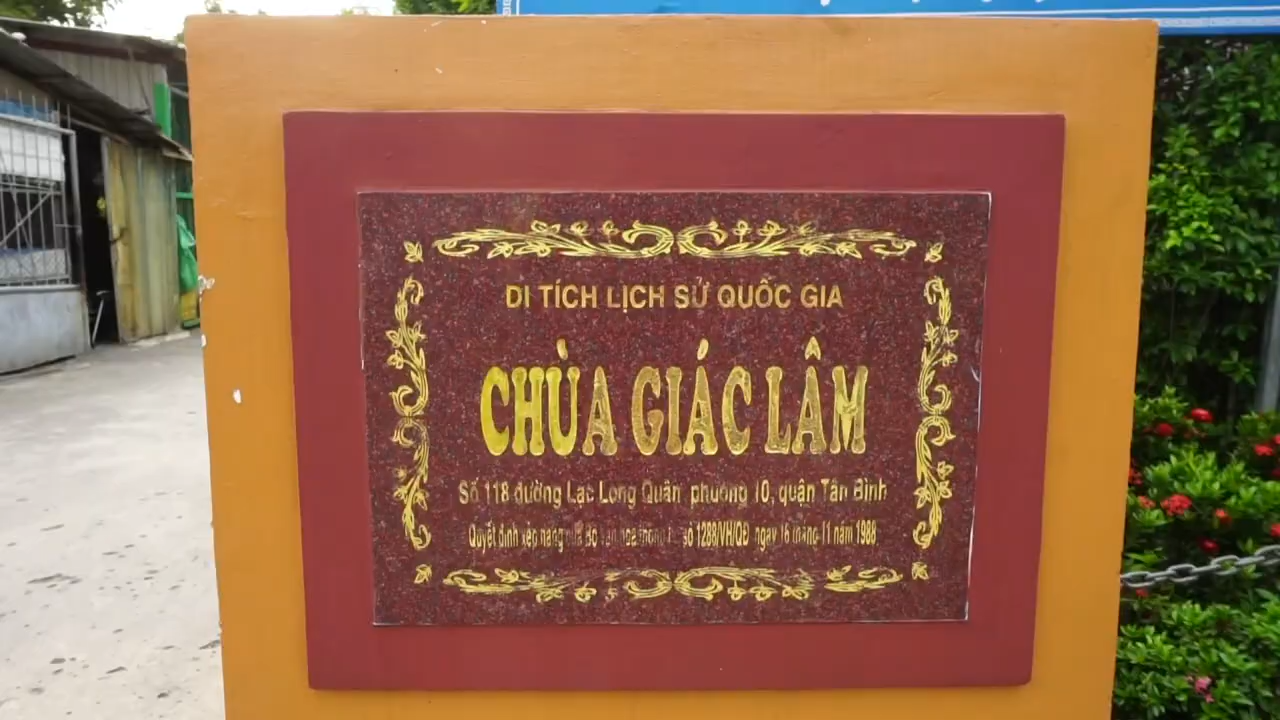 DI TÍCH LỊCH SỬ QUỐC GIA
CHÙA GIÁC LÂM
Số 118 đường Lạc Long Quân phường 10, quận Tân Bình
Quyết định xếp hạng của Bộ Văn hóa thông số 1288/VH/QĐ ngày 16 tháng 11 năm 1988